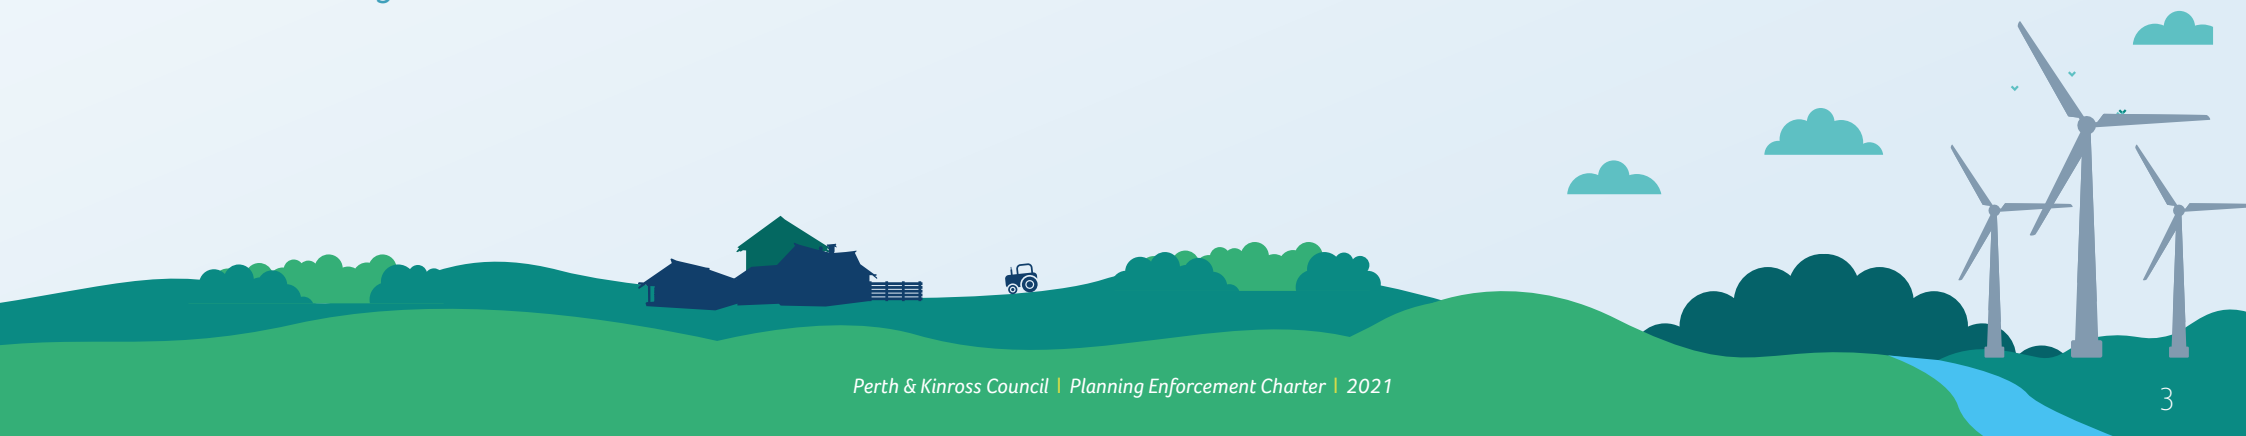 Perth & Kinross Council | Planning Enforcement Charter | 2021
3